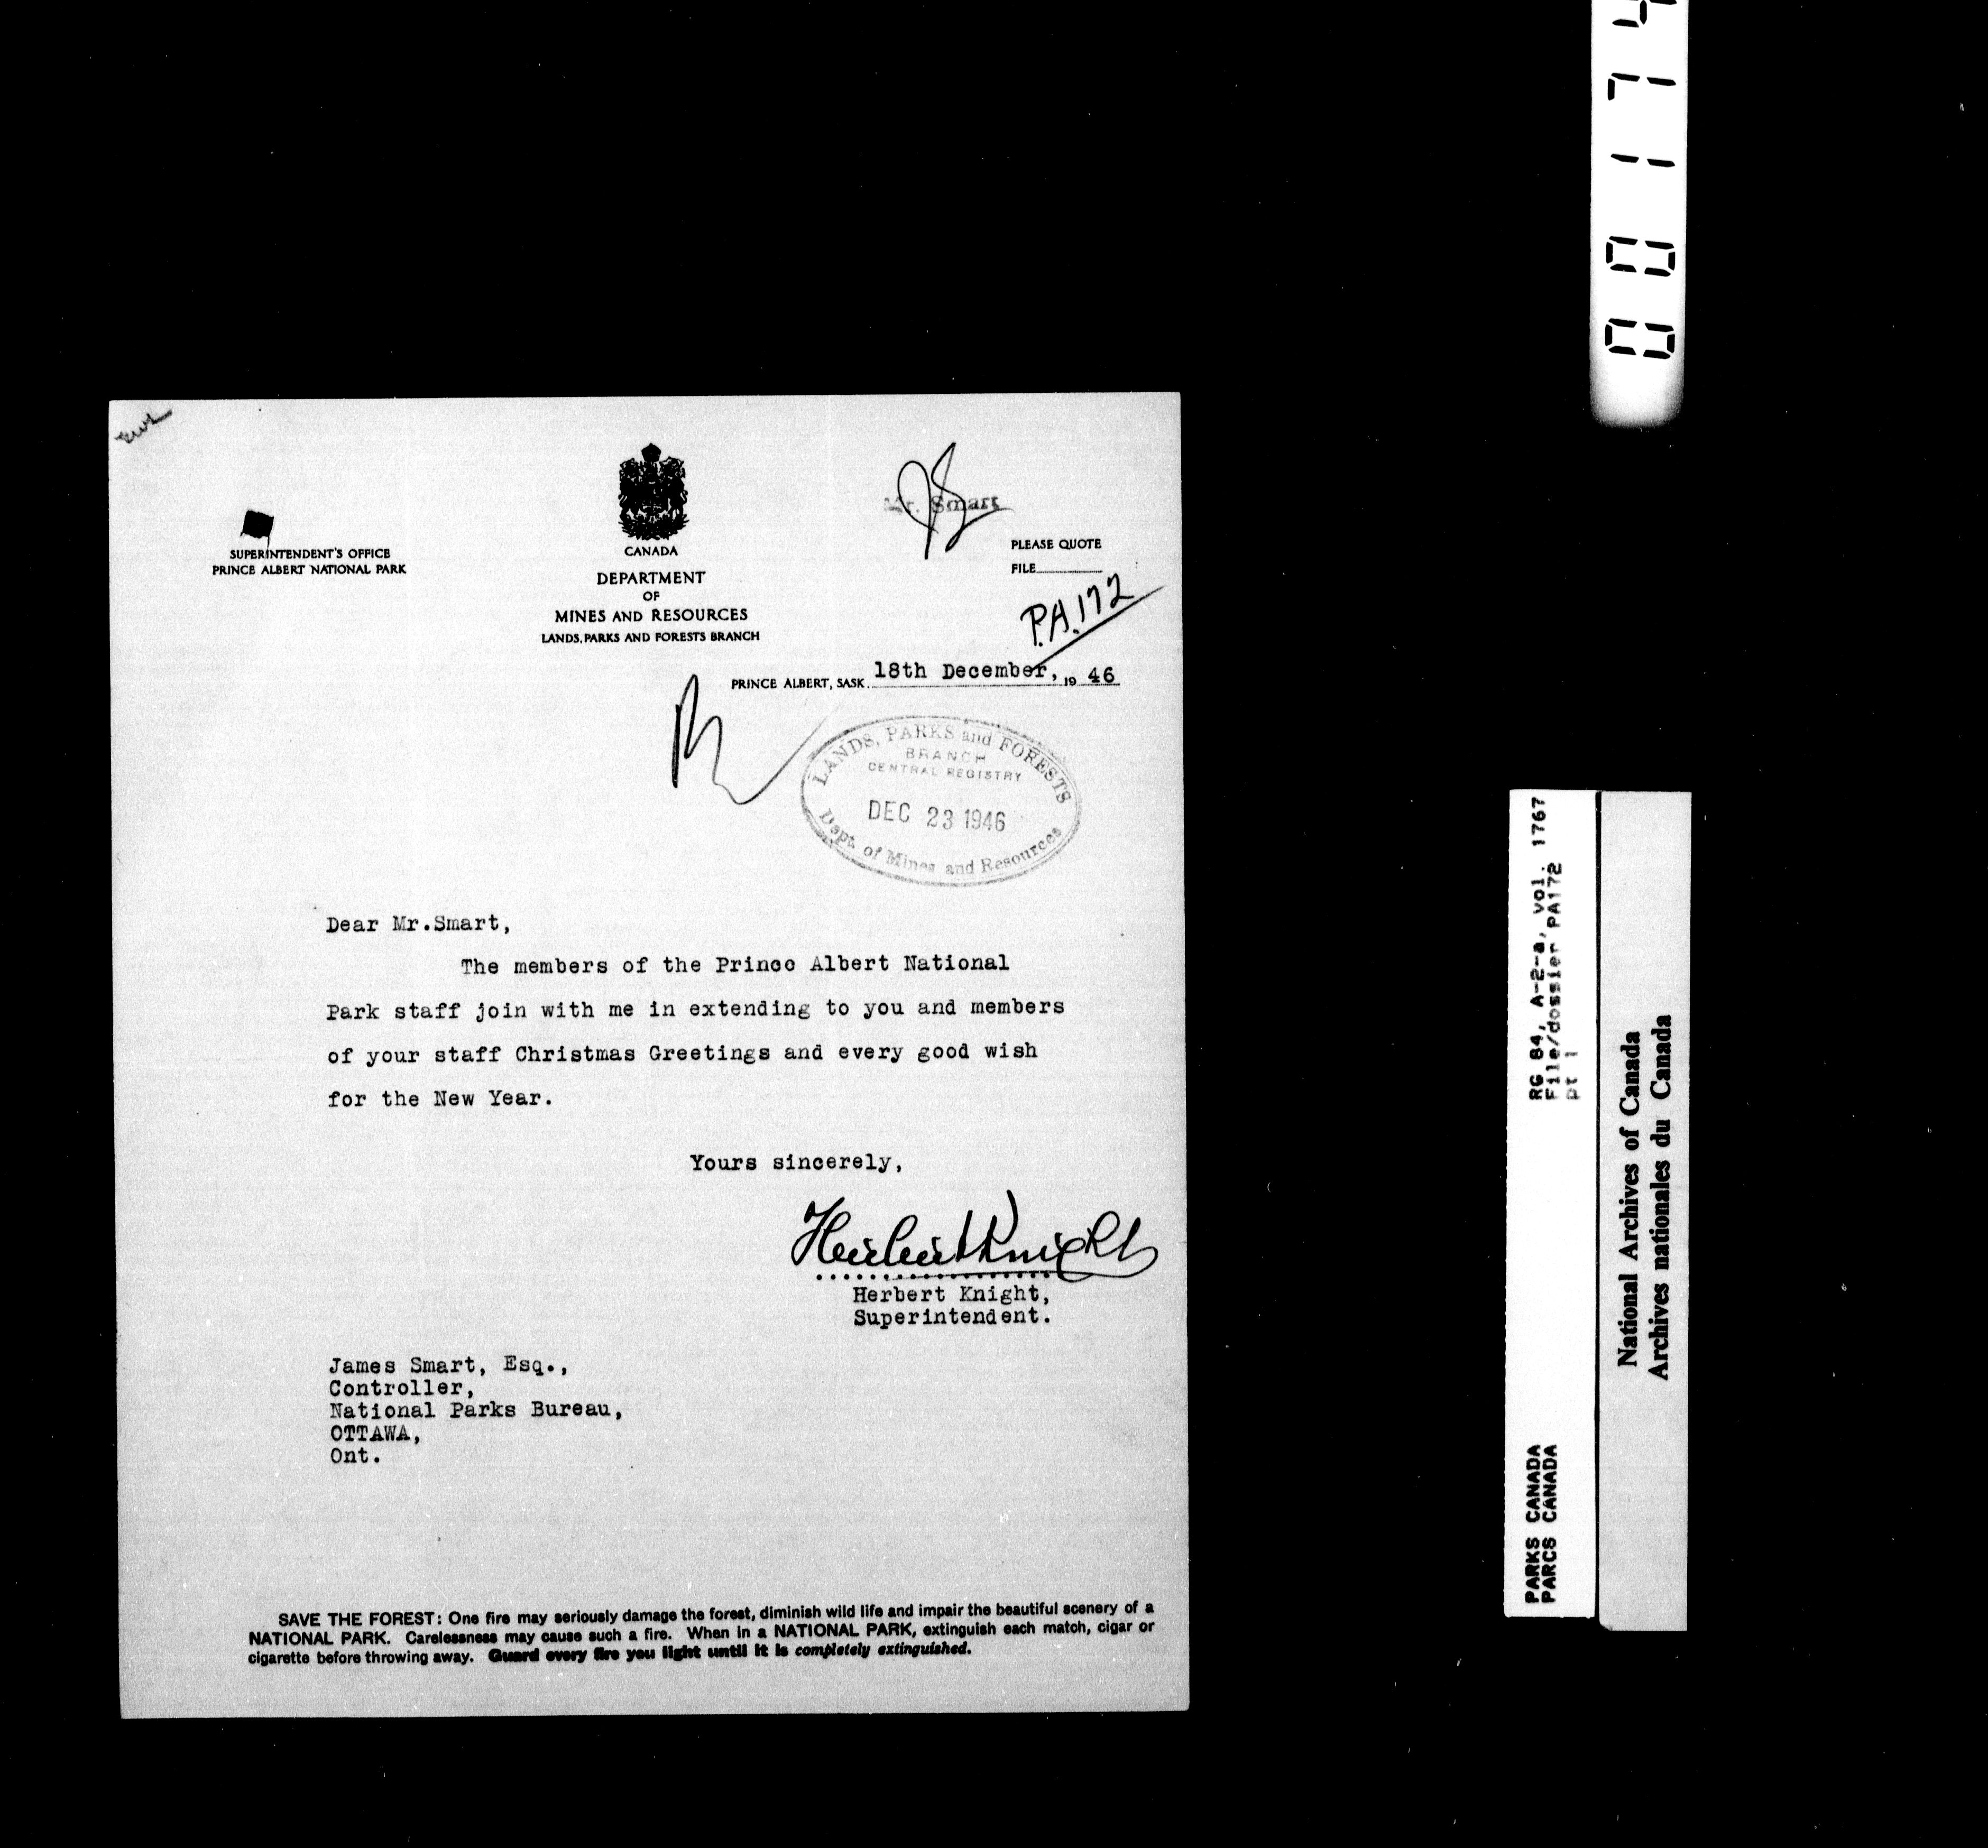 Mr. Smart
SUPERINTENDENT'S OFFICE
PRINCE ALBERT NATIONAL PARK
CANADA
DEPARTMENT
OF
MINES AND RESOURCES
LANDS, PARKS AND FORESTS BRANCH
PLEASE QUOTE
FILE
P.A.172
PRINCE ALBERT, SASK. 18th December, 19 46
LANDS, PARKS and FORESTS
BRANCH
CENTRAL REGISTRY
DEC 23 1946
Dept. of Mines and Resources
Dear Mr.Smart,
The members of the Prince Albert National
Park staff join with me in extending to you and members
of your staff Christmas Greetings and every good wish
for the New Year.
Yours sincerely,
Herbert Knight
Herbert Knight,
Superintendent.
James Smart, Esq.,
Controller,
National Parks Bureau,
OTTAWA,
Ont.
SAVE THE FOREST: One fire may seriously damage the forest, diminish wild life and impair the beautiful scenery of a
NATIONAL PARK. Carelessness may cause such a fire. When in a NATIONAL PARK, extinguish each match, cigar or
cigarette before throwing away. Guard every fire you light until it is completely extinguished.
RG 84, A-2-a, vol. 1767
File/dossier PA172
pt 1
PARKS CANADA
PARCS CANADA
National Archives of Canada
Archives nationales du Canada